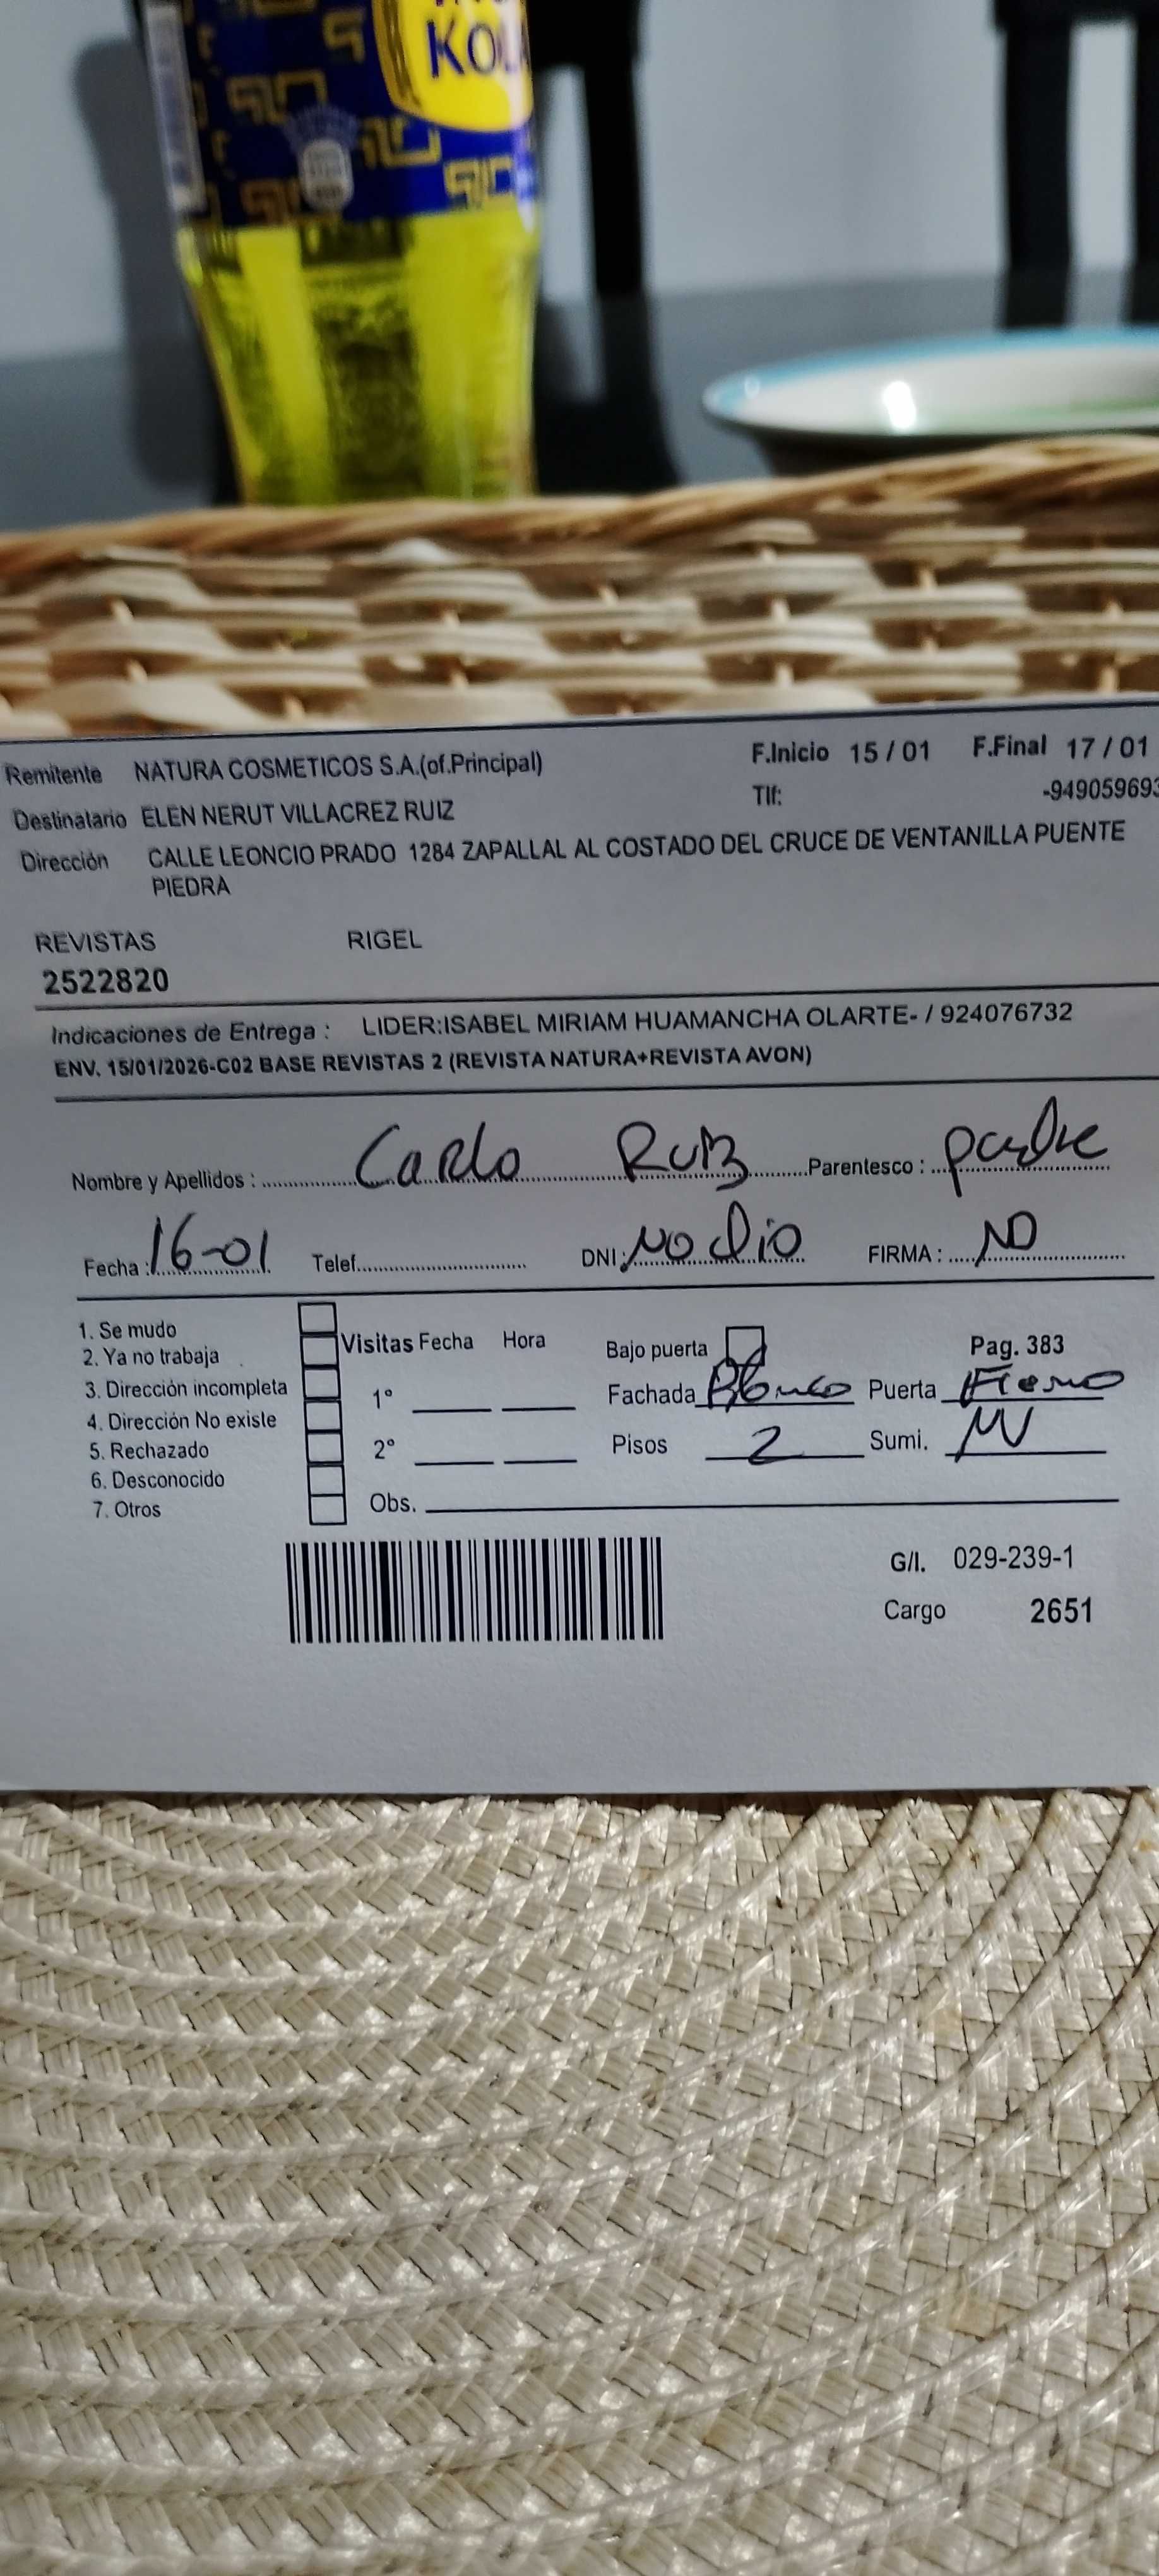 KOLA
Remitente NATURA COSMETICOS S.A.(of.Principal) F.Inicio 15 / 01 F.Final 17 / 01
Destinatario ELEN NERUT VILLACREZ RUIZ Tlf: -949059693
Dirección CALLE LEONCIO PRADO 1284 ZAPALLAL AL COSTADO DEL CRUCE DE VENTANILLA PUENTE
PIEDRA
REVISTAS RIGEL
2522820
Indicaciones de Entrega : LIDER:ISABEL MIRIAM HUAMANCHA OLARTE- / 924076732
ENV. 15/01/2026-C02 BASE REVISTAS 2 (REVISTA NATURA+REVISTA AVON)
Nombre y Apellidos : Carlo Ruiz Parentesco : padre
Fecha : 16-01 Telef. DNI : NO dio FIRMA : NO
1. Se mudo
2. Ya no trabaja
3. Dirección incompleta
4. Dirección No existe
5. Rechazado
6. Desconocido
7. Otros
Visitas Fecha Hora Bajo puerta Pag. 383
1° Fachada Blanco Puerta Fierro
2° Pisos 2 Sumi.
Obs.
G/I. 029-239-1
Cargo 2651